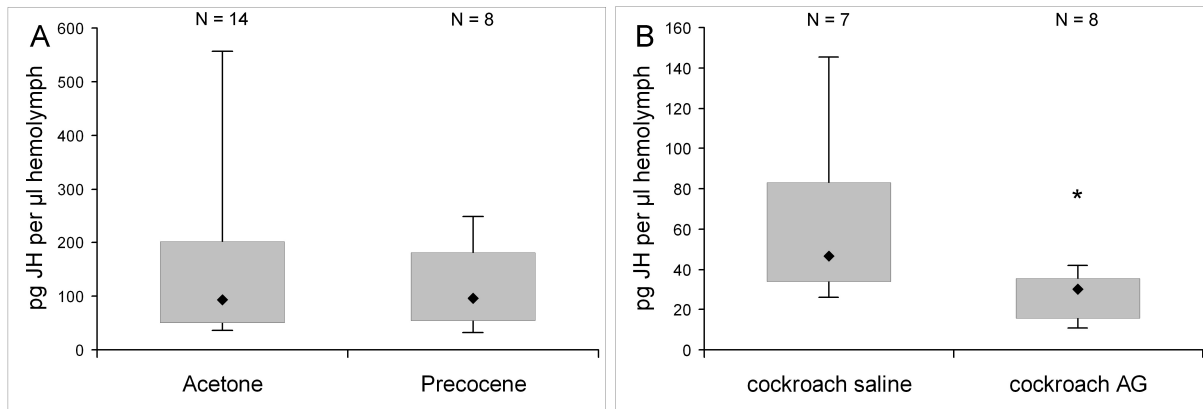 A
N = 14
N = 8
pg JH per µl hemolymph
600
500
400
300
200
100
0
Acetone
Precocene
B
N = 7
N = 8
pg JH per µl hemolymph
160
140
120
100
80
60
40
20
0
*
cockroach saline
cockroach AG